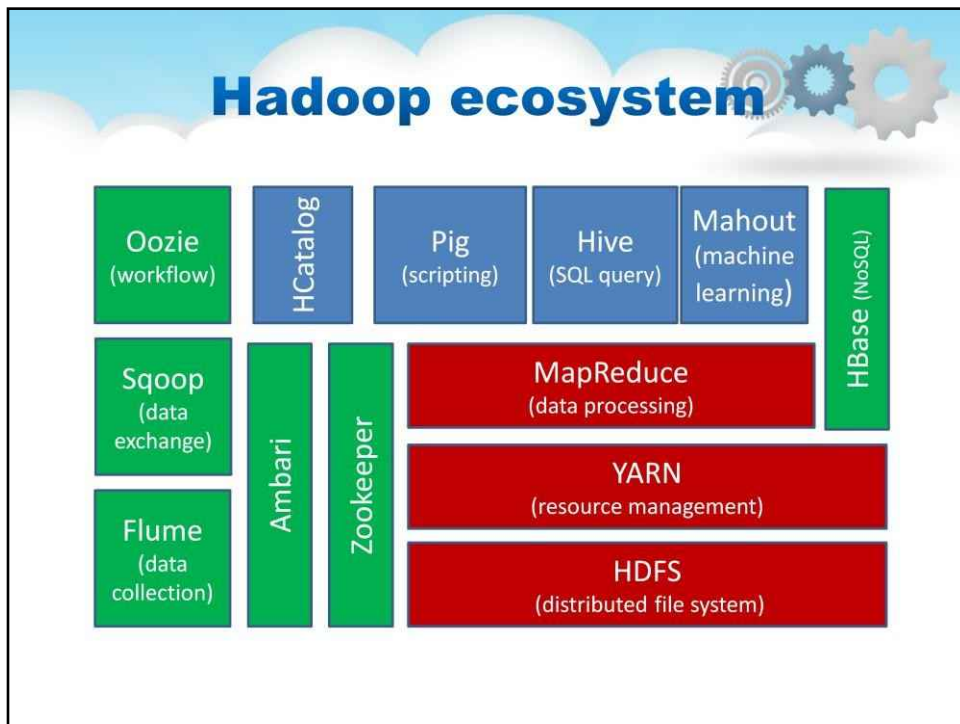 Hadoop ecosystem
Oozie
(workflow)
HCatalog
Pig
(scripting)
Hive
(SQL query)
Mahout
(machine
learning)
HBase (NoSQL)
Sqoop
(data
exchange)
Ambari
Zookeeper
MapReduce
(data processing)
YARN
(resource management)
Flume
(data
collection)
HDFS
(distributed file system)